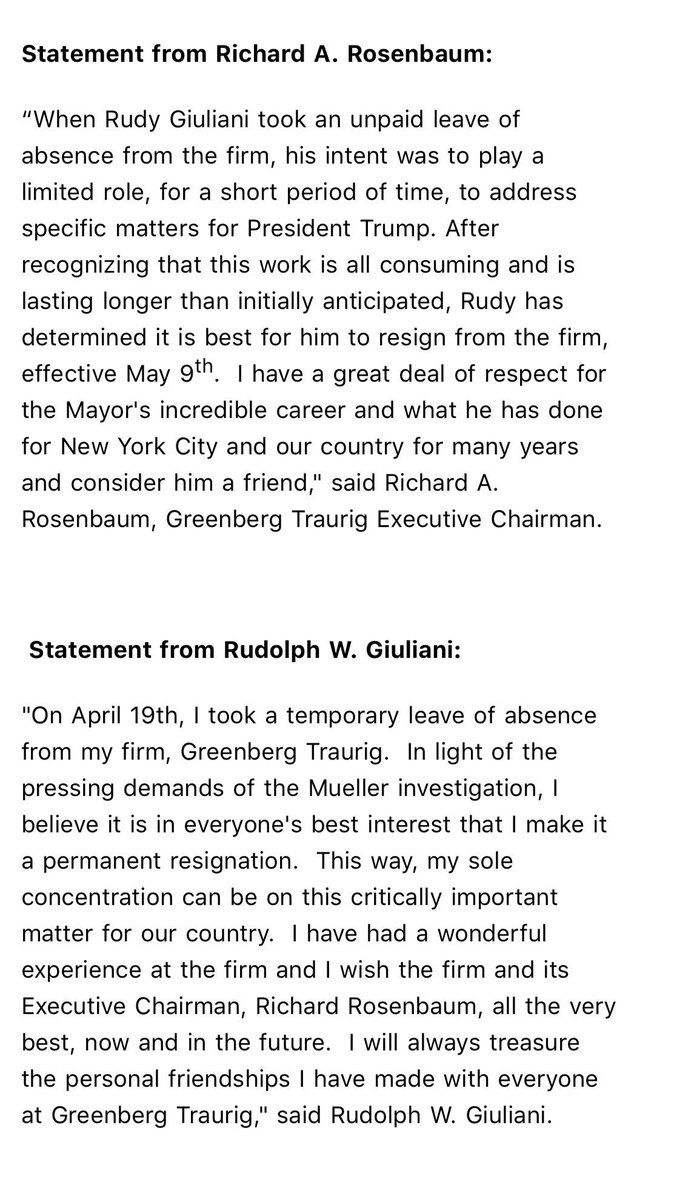 Statement from Richard A. Rosenbaum:
“When Rudy Giuliani took an unpaid leave of
absence from the firm, his intent was to play a
limited role, for a short period of time, to address
specific matters for President Trump. After
recognizing that this work is all consuming and is
lasting longer than initially anticipated, Rudy has
determined it is best for him to resign from the firm,
effective May 9th.  I have a great deal of respect for
the Mayor's incredible career and what he has done
for New York City and our country for many years
and consider him a friend," said Richard A.
Rosenbaum, Greenberg Traurig Executive Chairman.
Statement from Rudolph W. Giuliani:
"On April 19th, I took a temporary leave of absence
from my firm, Greenberg Traurig.  In light of the
pressing demands of the Mueller investigation, I
believe it is in everyone's best interest that I make it
a permanent resignation.  This way, my sole
concentration can be on this critically important
matter for our country.  I have had a wonderful
experience at the firm and I wish the firm and its
Executive Chairman, Richard Rosenbaum, all the very
best, now and in the future.  I will always treasure
the personal friendships I have made with everyone
at Greenberg Traurig," said Rudolph W. Giuliani.